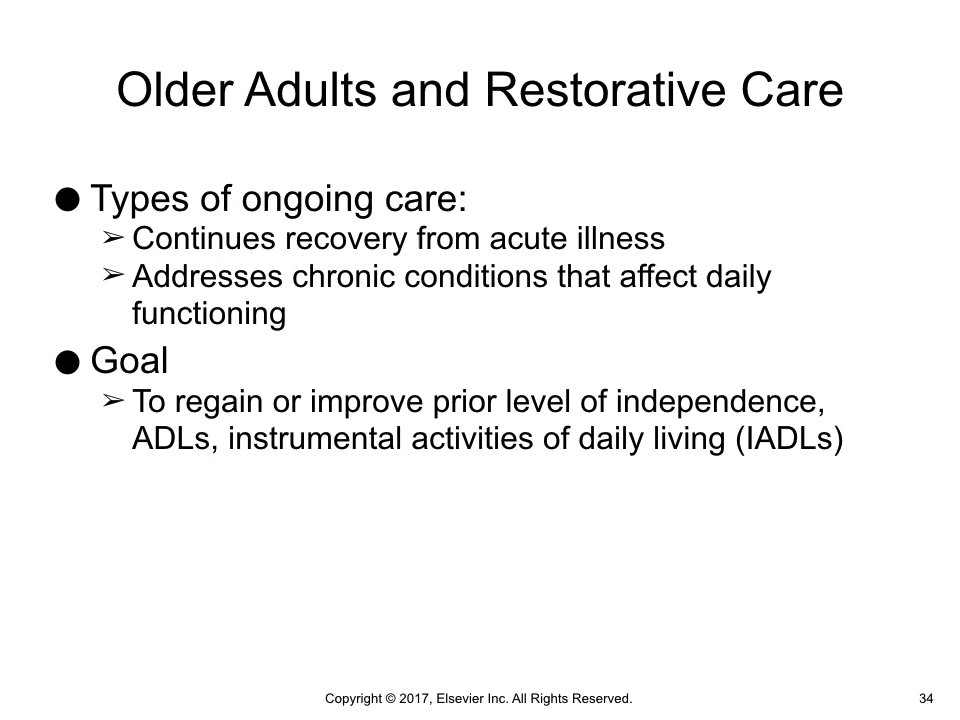 Older Adults and Restorative Care
● Types of ongoing care:
➢ Continues recovery from acute illness
➢ Addresses chronic conditions that affect daily
functioning
● Goal
➢ To regain or improve prior level of independence,
ADLs, instrumental activities of daily living (IADLs)
Copyright © 2017, Elsevier Inc. All Rights Reserved. 34